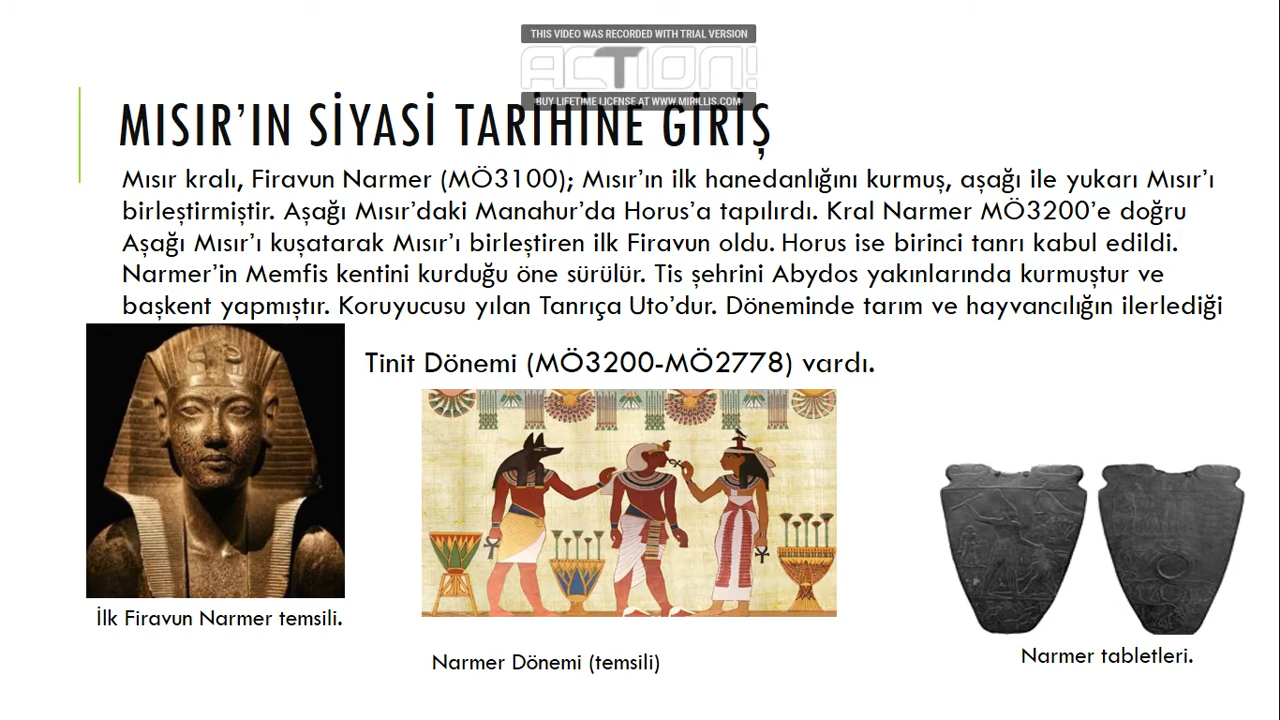 THIS VIDEO WAS RECORDED WITH TRIAL VERSION
ACTION!
BUY LIFETIME LICENSE AT WWW.MIRILLIS.COM
MISIR’IN SİYASİ TARİHİNE GİRİŞ
Mısır kralı, Firavun Narmer (MÖ3100); Mısır’ın ilk hanedanlığını kurmuş, aşağı ile yukarı Mısır’ı
birleştirmiştir. Aşağı Mısır’daki Manahur’da Horus’a tapılırdı. Kral Narmer MÖ3200’e doğru
Aşağı Mısır’ı kuşatarak Mısır’ı birleştiren ilk Firavun oldu. Horus ise birinci tanrı kabul edildi.
Narmer’in Memfis kentini kurduğu öne sürülür. Tis şehrini Abydos yakınlarında kurmuştur ve
başkent yapmıştır. Koruyucusu yılan Tanrıça Uto’dur. Döneminde tarım ve hayvancılığın ilerlediği
Tinit Dönemi (MÖ3200-MÖ2778) vardı.
İlk Firavun Narmer temsili.
Narmer Dönemi (temsili)
Narmer tabletleri.